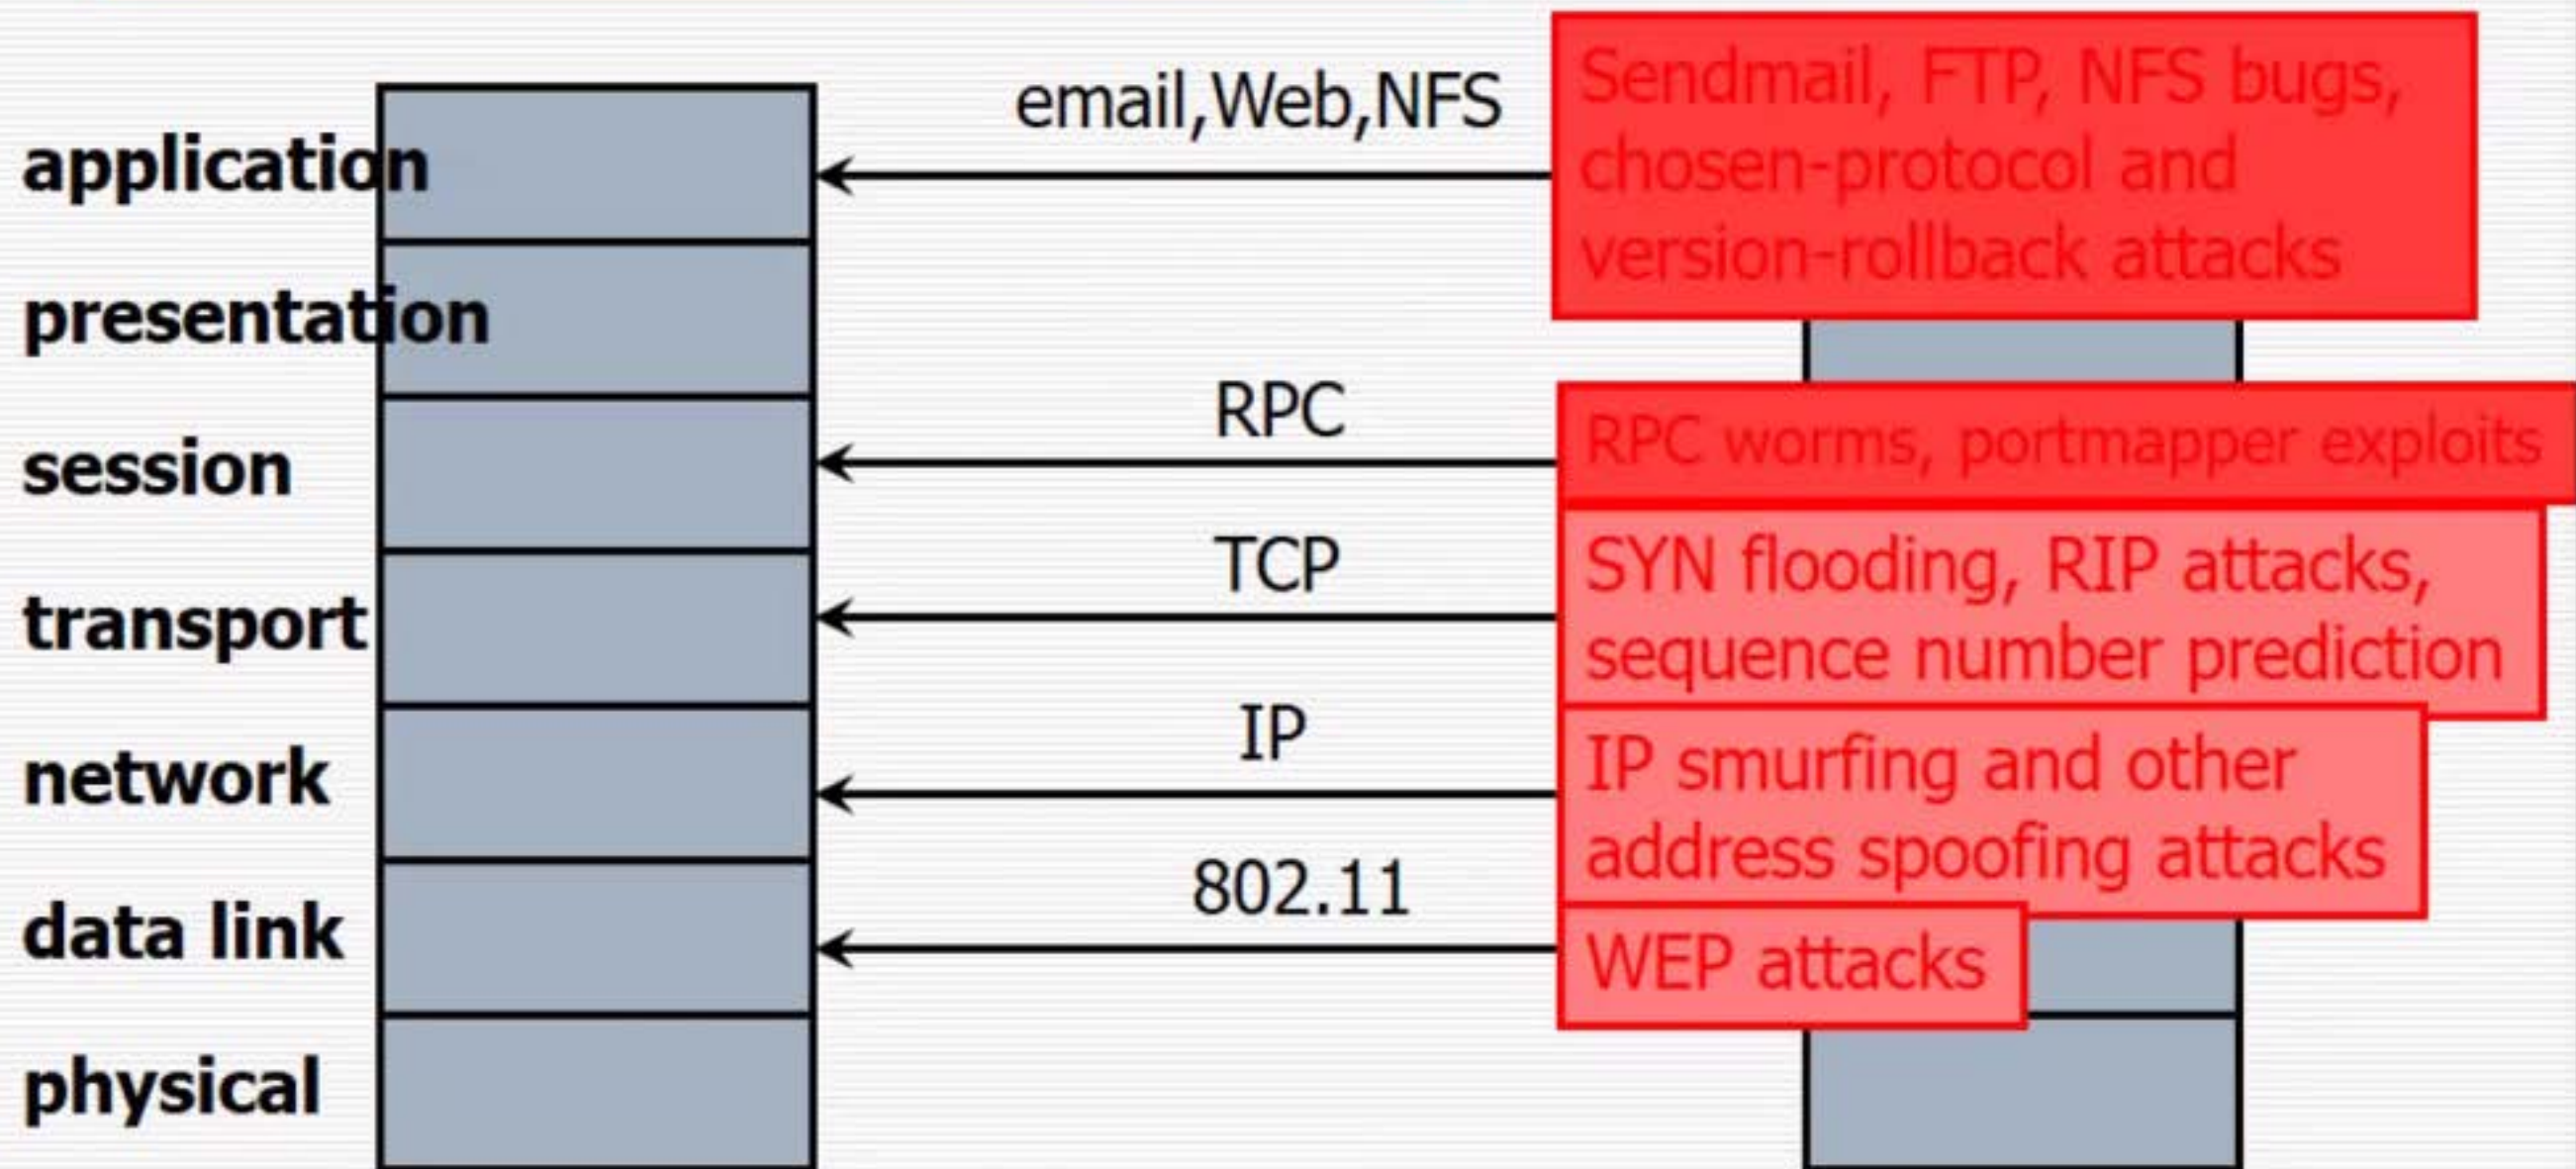 application
email,Web,NFS
Sendmail, FTP, NFS bugs,
chosen-protocol and
version-rollback attacks
presentation
session
RPC
RPC worms, portmapper exploits
transport
TCP
SYN flooding, RIP attacks,
sequence number prediction
network
IP
IP smurfing and other
address spoofing attacks
data link
802.11
WEP attacks
physical